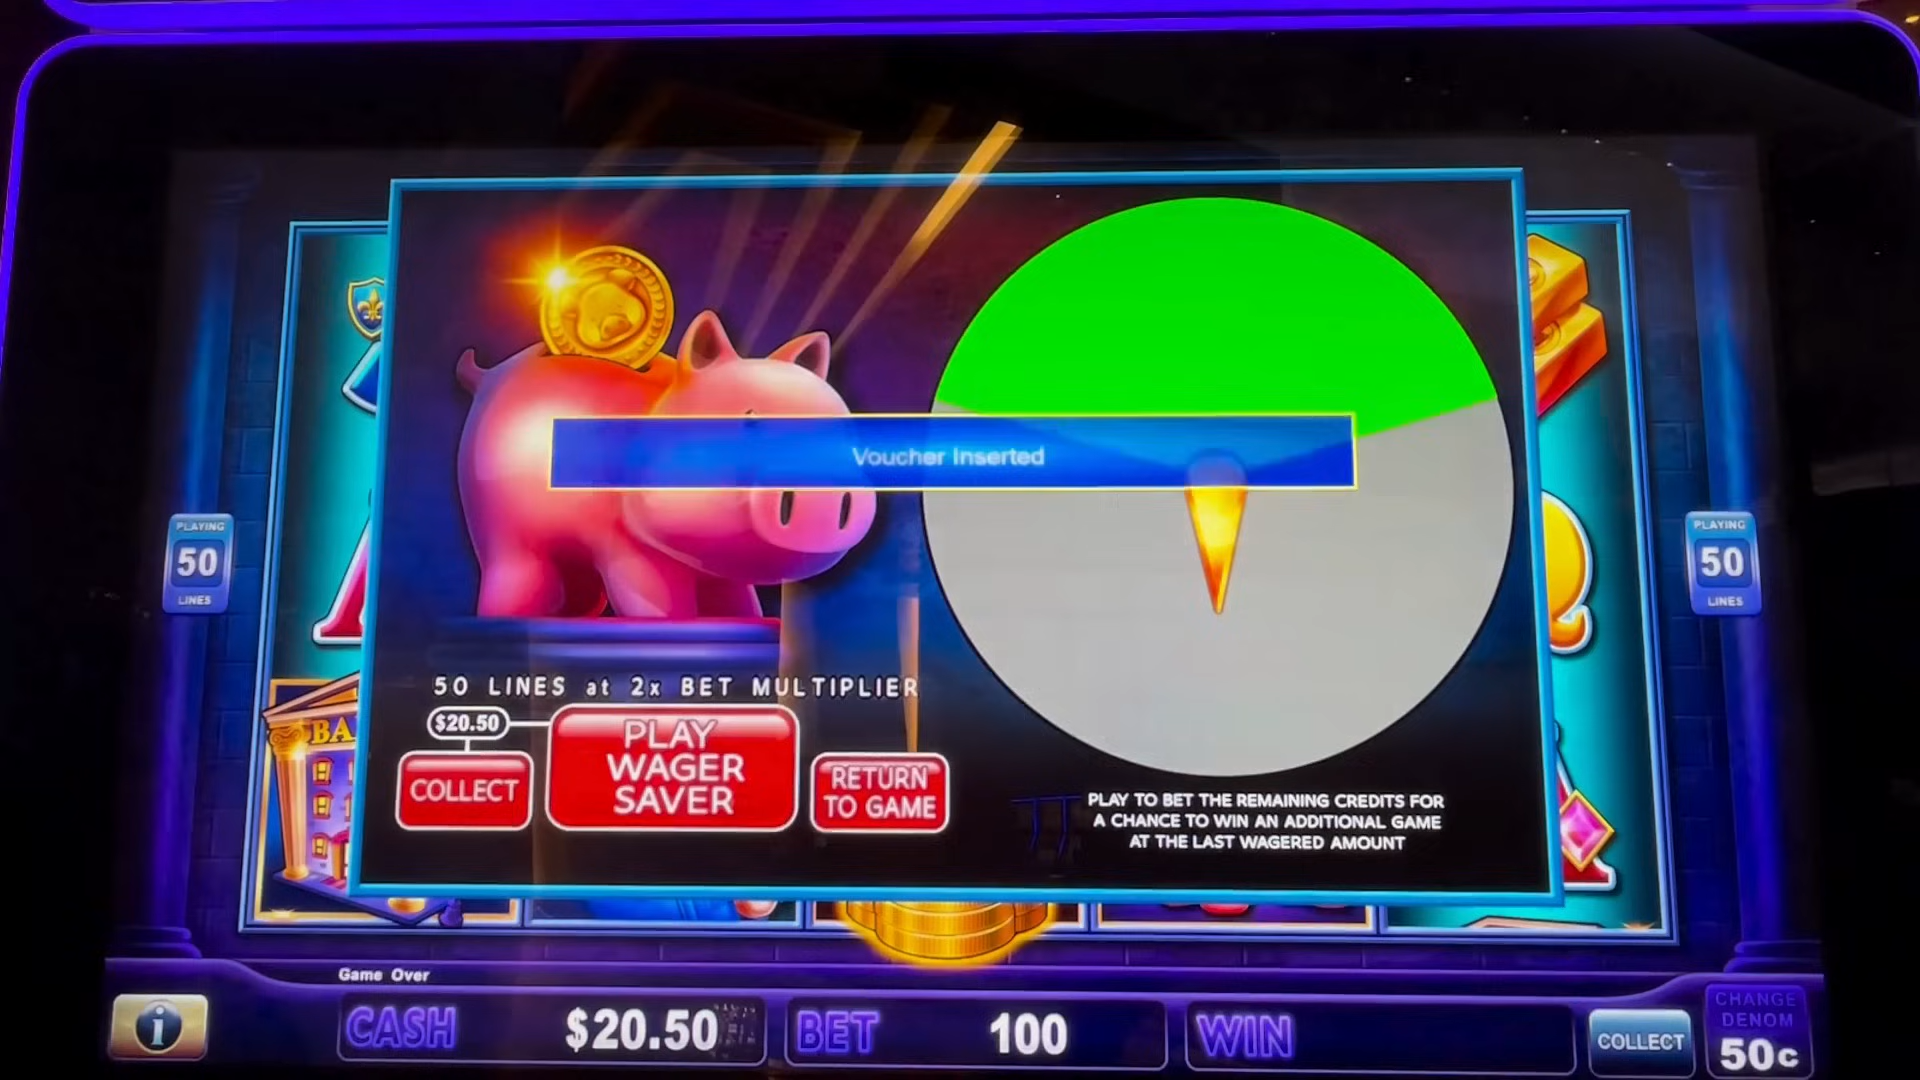 Voucher Inserted
PLAYING
50
LINES
PLAYING
50
LINES
50 LINES at 2x BET MULTIPLIER
$20.50
COLLECT
PLAY
WAGER
SAVER
RETURN
TO GAME
PLAY TO BET THE REMAINING CREDITS FOR
A CHANCE TO WIN AN ADDITIONAL GAME
AT THE LAST WAGERED AMOUNT
BA
Game Over
i
CASH $20.50
BET 100
WIN
COLLECT
CHANGE
DENOM
50c